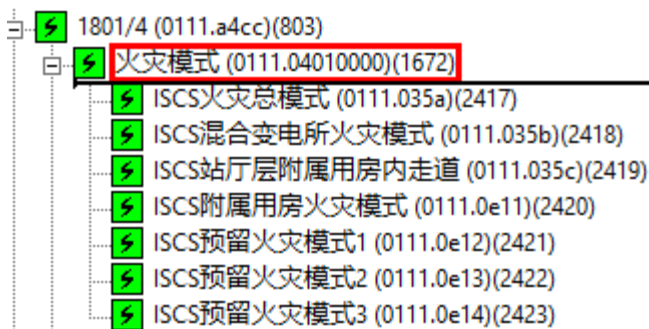 1801/4 (0111.a4cc)(803)
火灾模式 (0111.04010000)(1672)
ISCS火灾总模式 (0111.035a)(2417)
ISCS混合变电所火灾模式 (0111.035b)(2418)
ISCS站厅层附属用房内走道 (0111.035c)(2419)
ISCS附属用房火灾模式 (0111.0e11)(2420)
ISCS预留火灾模式1 (0111.0e12)(2421)
ISCS预留火灾模式2 (0111.0e13)(2422)
ISCS预留火灾模式3 (0111.0e14)(2423)